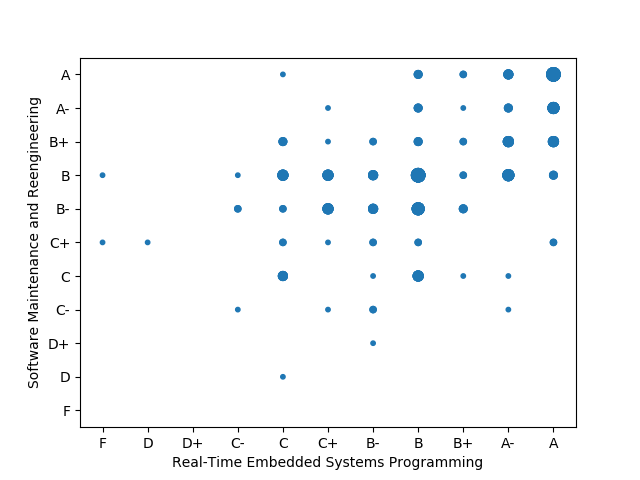 Software Maintenance and Reengineering
A
A-
B+
B
B-
C+
C
C-
D+
D
F
F D D+ C- C C+ B- B B+ A- A
Real-Time Embedded Systems Programming